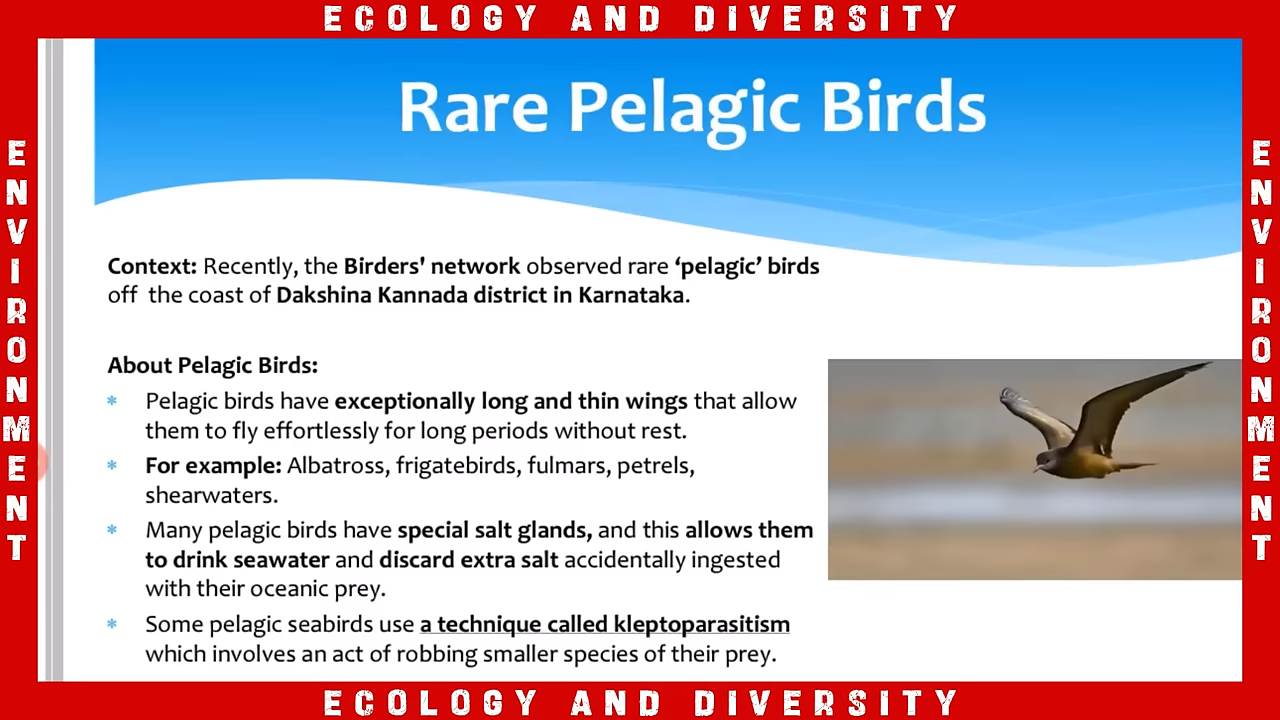 ECOLOGY AND DIVERSITY
ENVIRONMENT
Rare Pelagic Birds
Context: Recently, the Birders' network observed rare ‘pelagic’ birds
off the coast of Dakshina Kannada district in Karnataka.
About Pelagic Birds:
* Pelagic birds have exceptionally long and thin wings that allow
them to fly effortlessly for long periods without rest.
* For example: Albatross, frigatebirds, fulmars, petrels,
shearwaters.
* Many pelagic birds have special salt glands, and this allows them
to drink seawater and discard extra salt accidentally ingested
with their oceanic prey.
* Some pelagic seabirds use a technique called kleptoparasitism
which involves an act of robbing smaller species of their prey.
ENVIRONMENT
ECOLOGY AND DIVERSITY